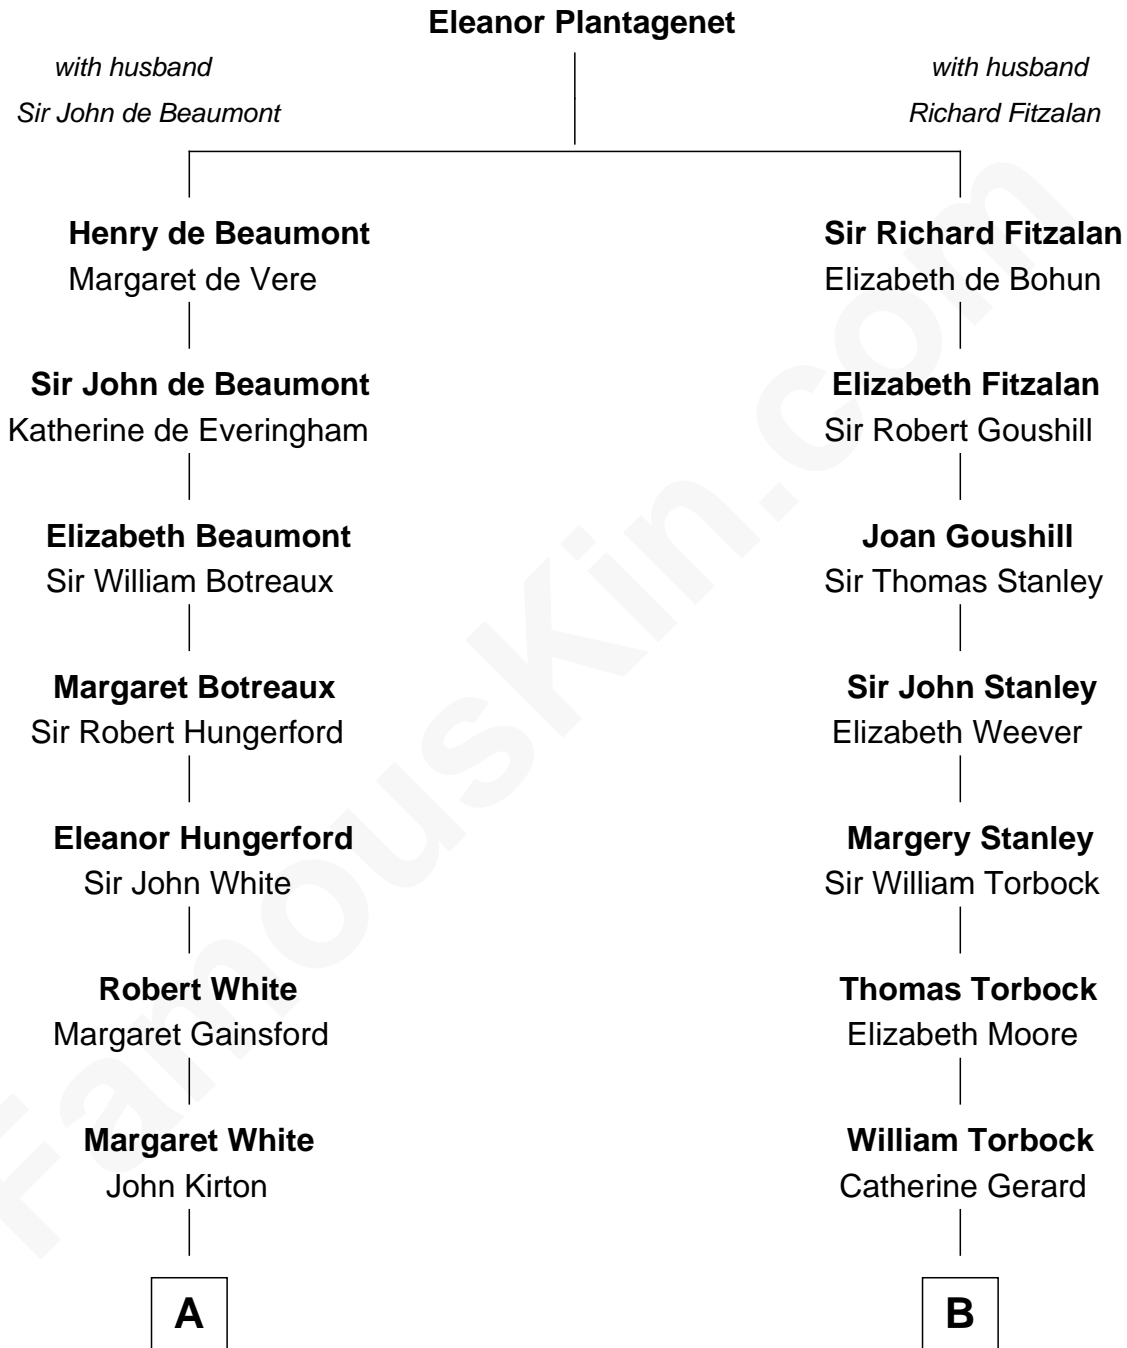 Eleanor Plantagenet
with husband
Sir John de Beaumont
with husband
Richard Fitzalan
Henry de Beaumont
Margaret de Vere
Sir Richard Fitzalan
Elizabeth de Bohun
Sir John de Beaumont
Katherine de Everingham
Elizabeth Fitzalan
Sir Robert Goushill
Elizabeth Beaumont
Sir William Botreaux
Joan Goushill
Sir Thomas Stanley
Margaret Botreaux
Sir Robert Hungerford
Sir John Stanley
Elizabeth Weever
Eleanor Hungerford
Sir John White
Margery Stanley
Sir William Torbock
Robert White
Margaret Gainsford
Thomas Torbock
Elizabeth Moore
Margaret White
John Kirton
William Torbock
Catherine Gerard
A
B
FamousKin.com